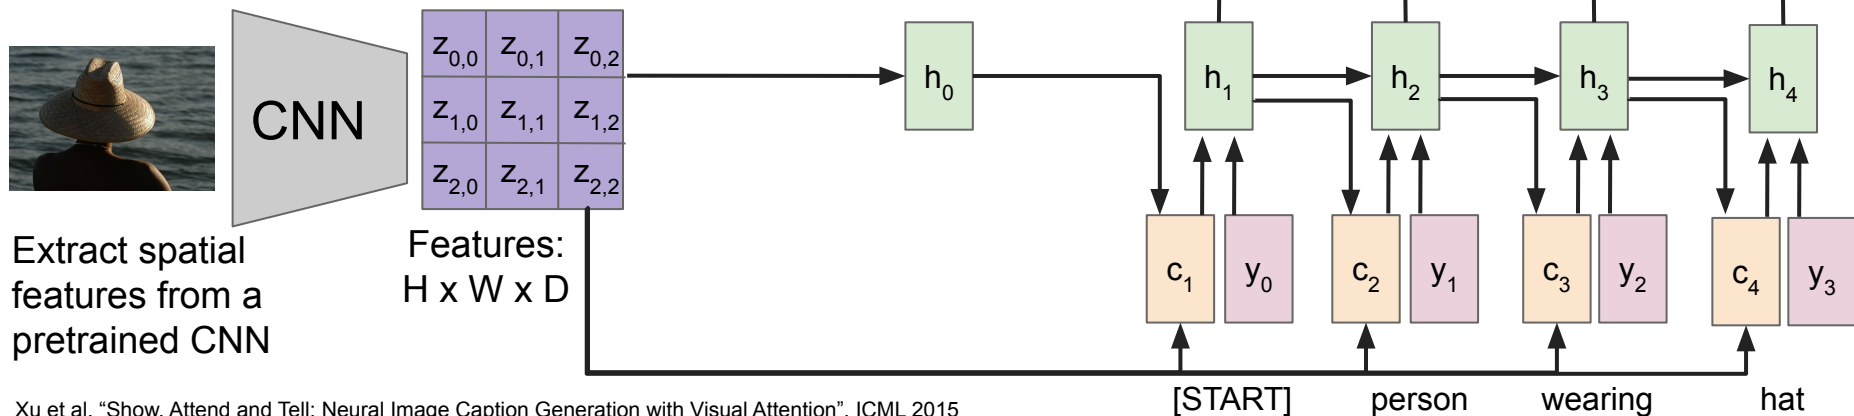 CNN
z0,0 z0,1 z0,2
z1,0 z1,1 z1,2
z2,0 z2,1 z2,2
h0
h1
h2
h3
h4
Extract spatial
features from a
pretrained CNN
Features:
H x W x D
c1
y0
c2
y1
c3
y2
c4
y3
[START]
person
wearing
hat
Xu et al, “Show, Attend and Tell: Neural Image Caption Generation with Visual Attention”, ICML 2015